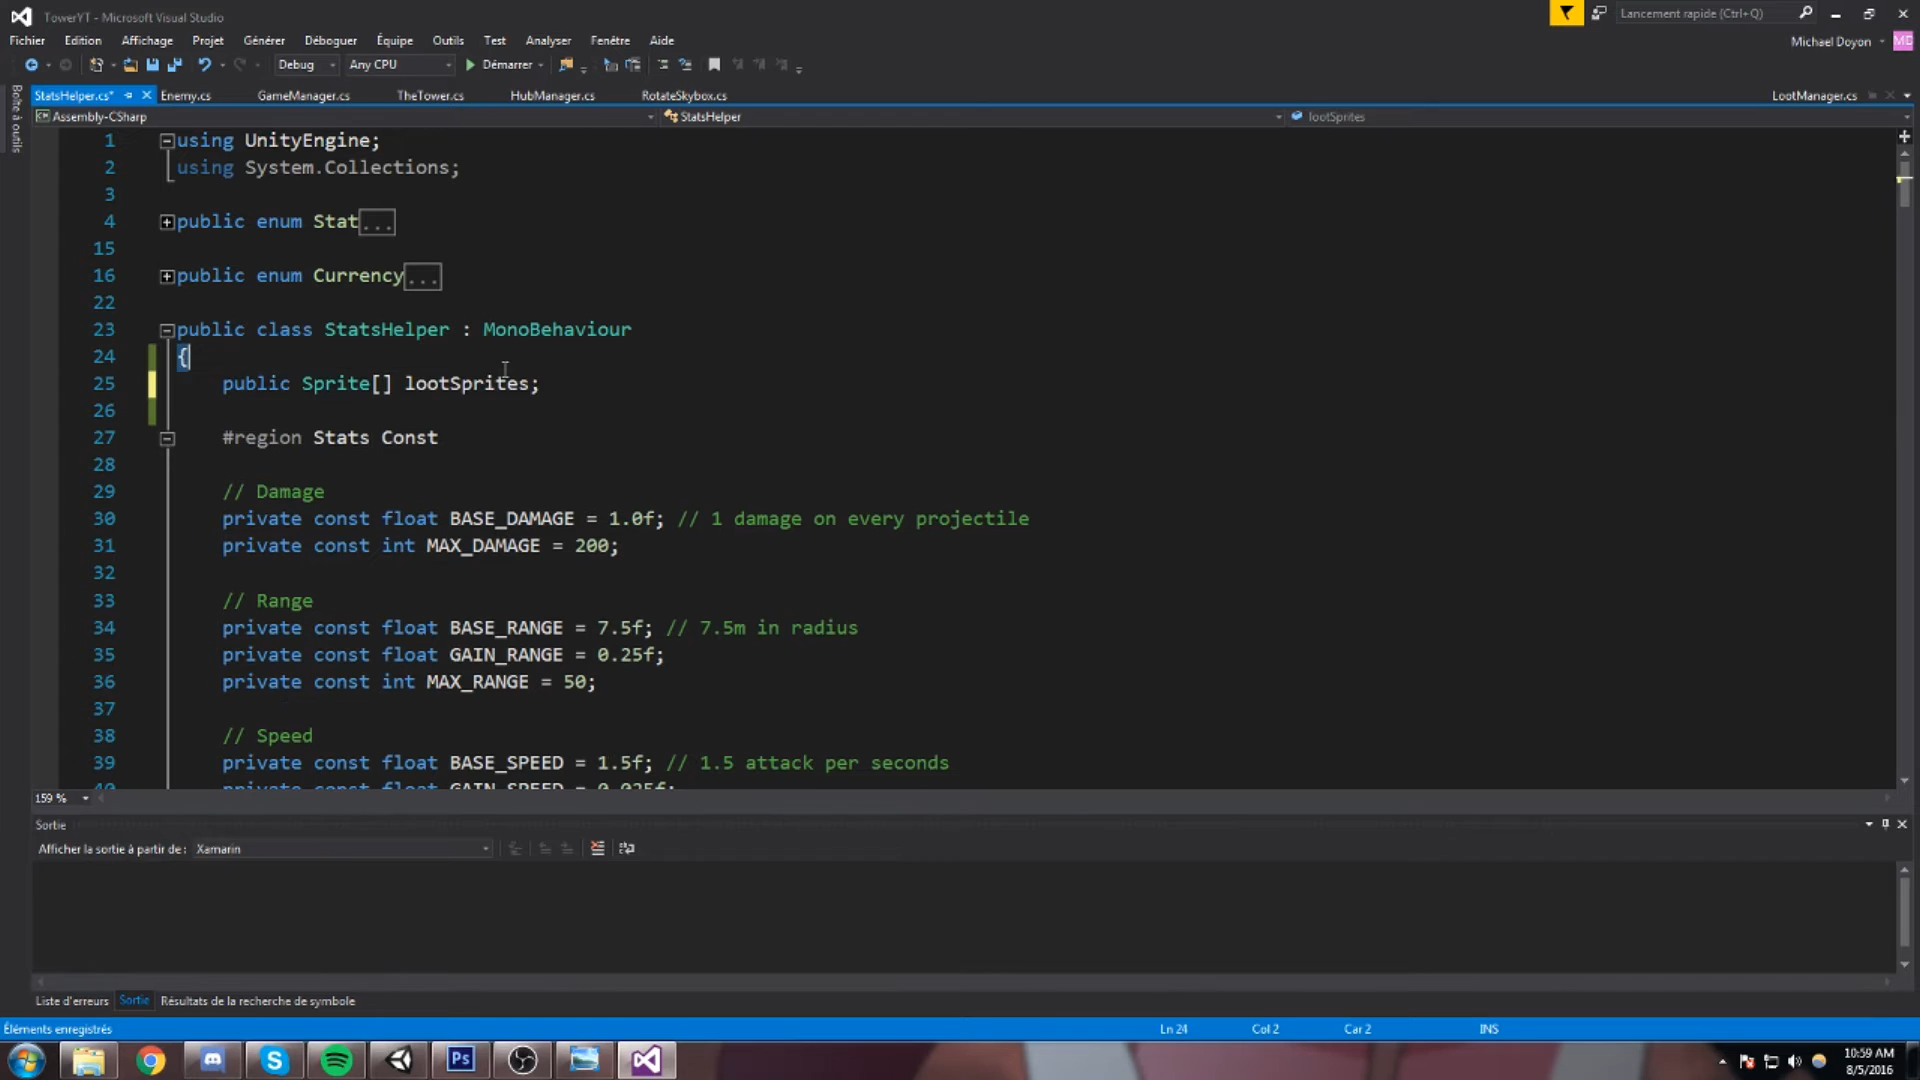 TowerYT - Microsoft Visual Studio
Lancement rapide (Ctrl+Q)
Fichier Edition Affichage Projet Générer Déboguer Équipe Outils Test Analyser Fenêtre Aide
Michael Doyon MD
Debug Any CPU Démarrer
Boîte à outils
StatsHelper.cs* Enemy.cs GameManager.cs TheTower.cs HubManager.cs RotateSkybox.cs LootManager.cs
Assembly-CSharp StatsHelper lootSprites
1 using UnityEngine;
2 using System.Collections;
3
4 public enum Stat...
15
16 public enum Currency...
22
23 public class StatsHelper : MonoBehaviour
24 {
25 public Sprite[] lootSprites;
26
27 #region Stats Const
28
29 // Damage
30 private const float BASE_DAMAGE = 1.0f; // 1 damage on every projectile
31 private const int MAX_DAMAGE = 200;
32
33 // Range
34 private const float BASE_RANGE = 7.5f; // 7.5m in radius
35 private const float GAIN_RANGE = 0.25f;
36 private const int MAX_RANGE = 50;
37
38 // Speed
39 private const float BASE_SPEED = 1.5f; // 1.5 attack per seconds
40 private const float GAIN_SPEED = 0.025f;
159 %
Sortie
Afficher la sortie à partir de : Xamarin
Liste d'erreurs Sortie Résultats de la recherche de symbole
Éléments enregistrés Ln 24 Col 2 Car 2 INS
Ps
10:59 AM
8/5/2016